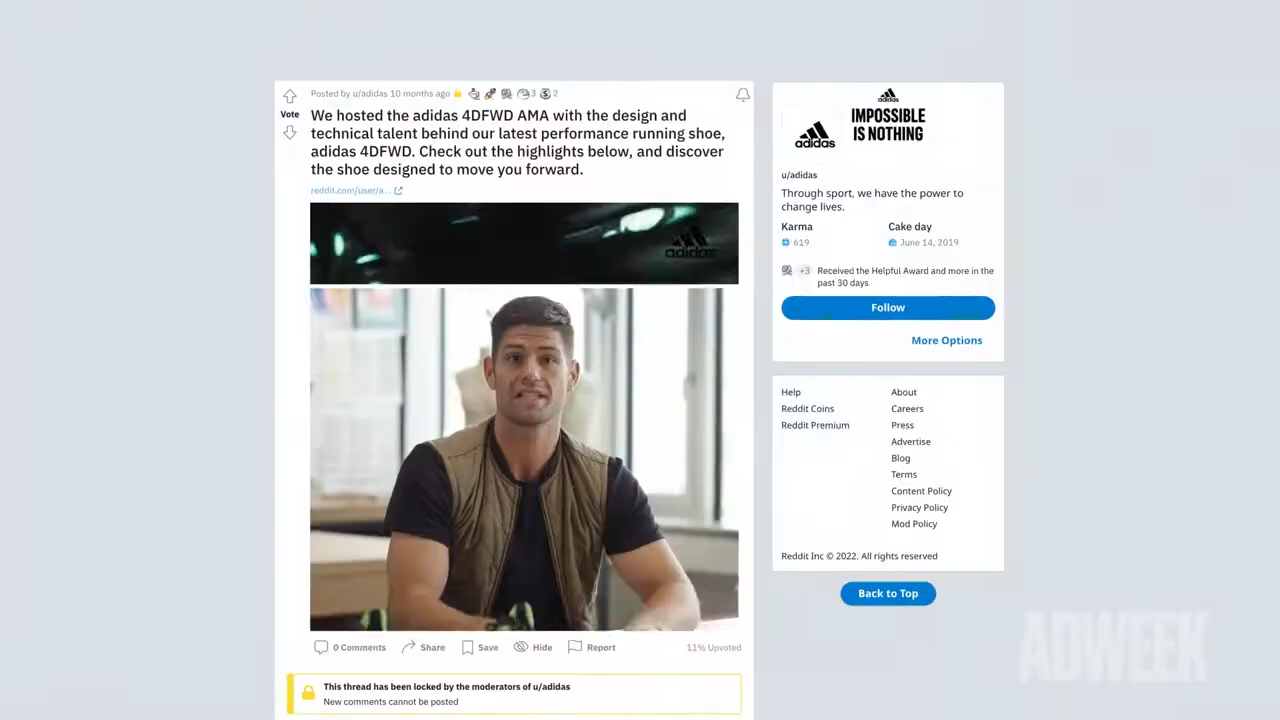 Posted by u/adidas 10 months ago
3
2
Vote
We hosted the adidas 4DFWD AMA with the design and
technical talent behind our latest performance running shoe,
adidas 4DFWD. Check out the highlights below, and discover
the shoe designed to move you forward.
reddit.com/user/a...
adidas
0 Comments
Share
Save
Hide
Report
11% Upvoted
This thread has been locked by the moderators of u/adidas
New comments cannot be posted
adidas
IMPOSSIBLE
IS NOTHING
u/adidas
Through sport, we have the power to
change lives.
Karma
Cake day
619
June 14, 2019
+3
Received the Helpful Award and more in the
past 30 days
Follow
More Options
Help
About
Reddit Coins
Careers
Reddit Premium
Press
Advertise
Blog
Terms
Content Policy
Privacy Policy
Mod Policy
Reddit Inc © 2022. All rights reserved
Back to Top
ADWEEK